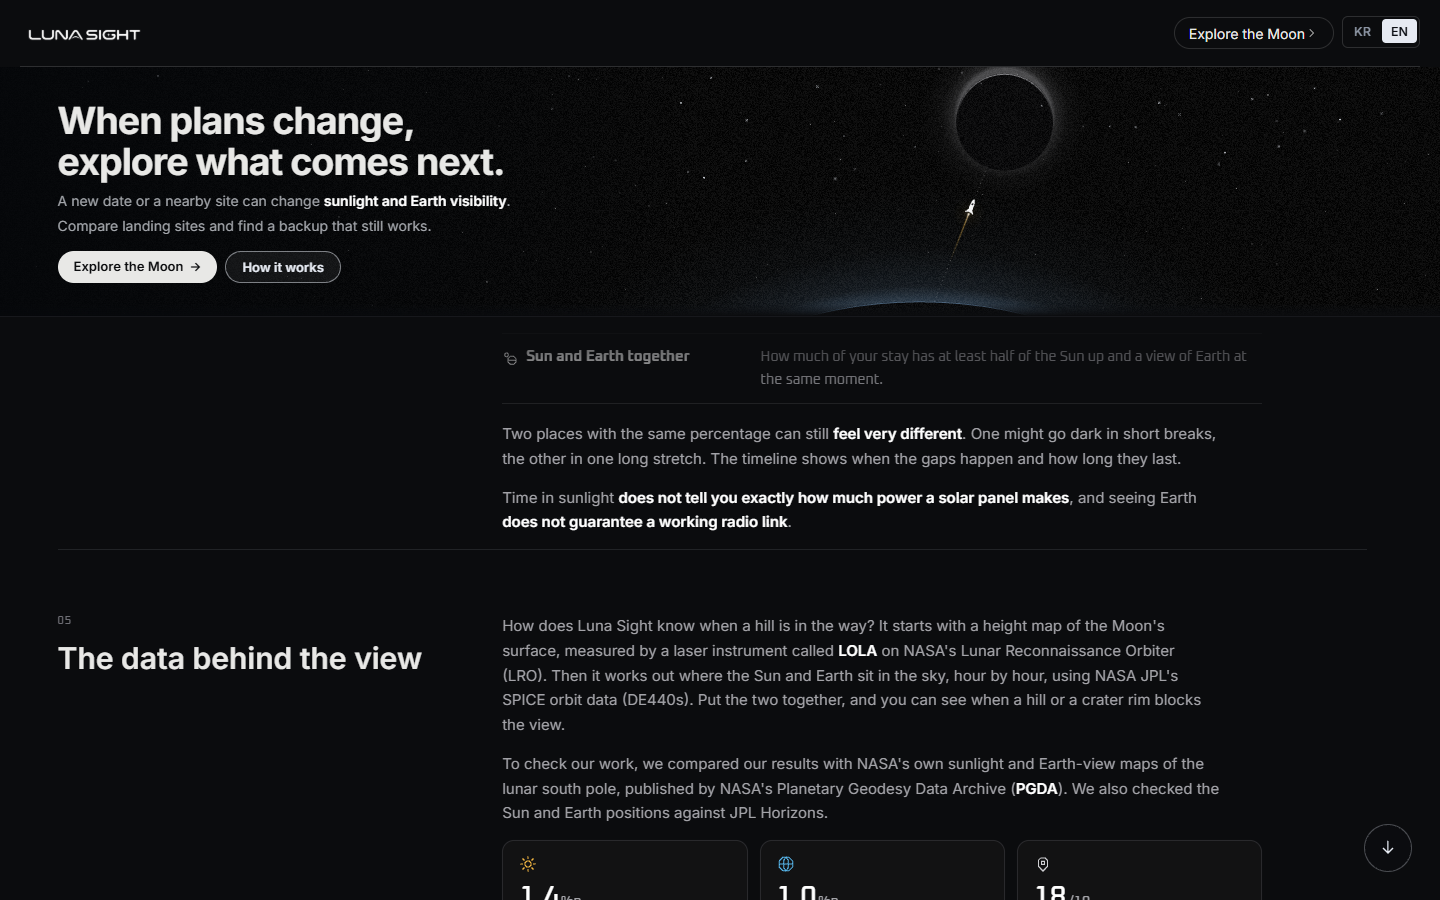 LUNA SIGHT
Explore the Moon
KR EN
When plans change,
explore what comes next.
A new date or a nearby site can change sunlight and Earth visibility.
Compare landing sites and find a backup that still works.
Explore the Moon →
How it works
Sun and Earth together
How much of your stay has at least half of the Sun up and a view of Earth at
the same moment.
Two places with the same percentage can still feel very different. One might go dark in short breaks,
the other in one long stretch. The timeline shows when the gaps happen and how long they last.
Time in sunlight does not tell you exactly how much power a solar panel makes, and seeing Earth
does not guarantee a working radio link.
05
The data behind the view
How does Luna Sight know when a hill is in the way? It starts with a height map of the Moon's
surface, measured by a laser instrument called LOLA on NASA's Lunar Reconnaissance Orbiter
(LRO). Then it works out where the Sun and Earth sit in the sky, hour by hour, using NASA JPL's
SPICE orbit data (DE440s). Put the two together, and you can see when a hill or a crater rim blocks
the view.
To check our work, we compared our results with NASA's own sunlight and Earth-view maps of the
lunar south pole, published by NASA's Planetary Geodesy Data Archive (PGDA). We also checked the
Sun and Earth positions against JPL Horizons.